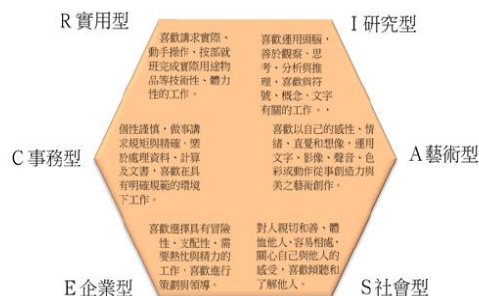 R 實用型
I 研究型
喜歡講求實際、
動手操作、按部就
班完成實際用途物
品等技術性、體力
性的工作。
喜歡運用頭腦，
善於觀察、思
考、分析與推
理，喜歡與符
號、概念、文字
有關的工作。，
C 事務型
個性謹慎，做事講
求規矩與精確，樂
於處理資料、計算
及文書，喜歡在具
有明確規範的環境
下工作。
喜歡以自己的感性、情
緒、直覺和想像，運用
文字、影像、聲音、色
彩或動作從事創造力與
美之藝術創作。
A 藝術型
喜歡選擇具有冒險
性、支配性、需
要熱忱與精力的
工作，喜歡進行
策劃與領導。
對人親切和善、體
恤他人、容易相處，
關心自己與他人的
感受，喜歡傾聽和
了解他人。
E 企業型
S社會型